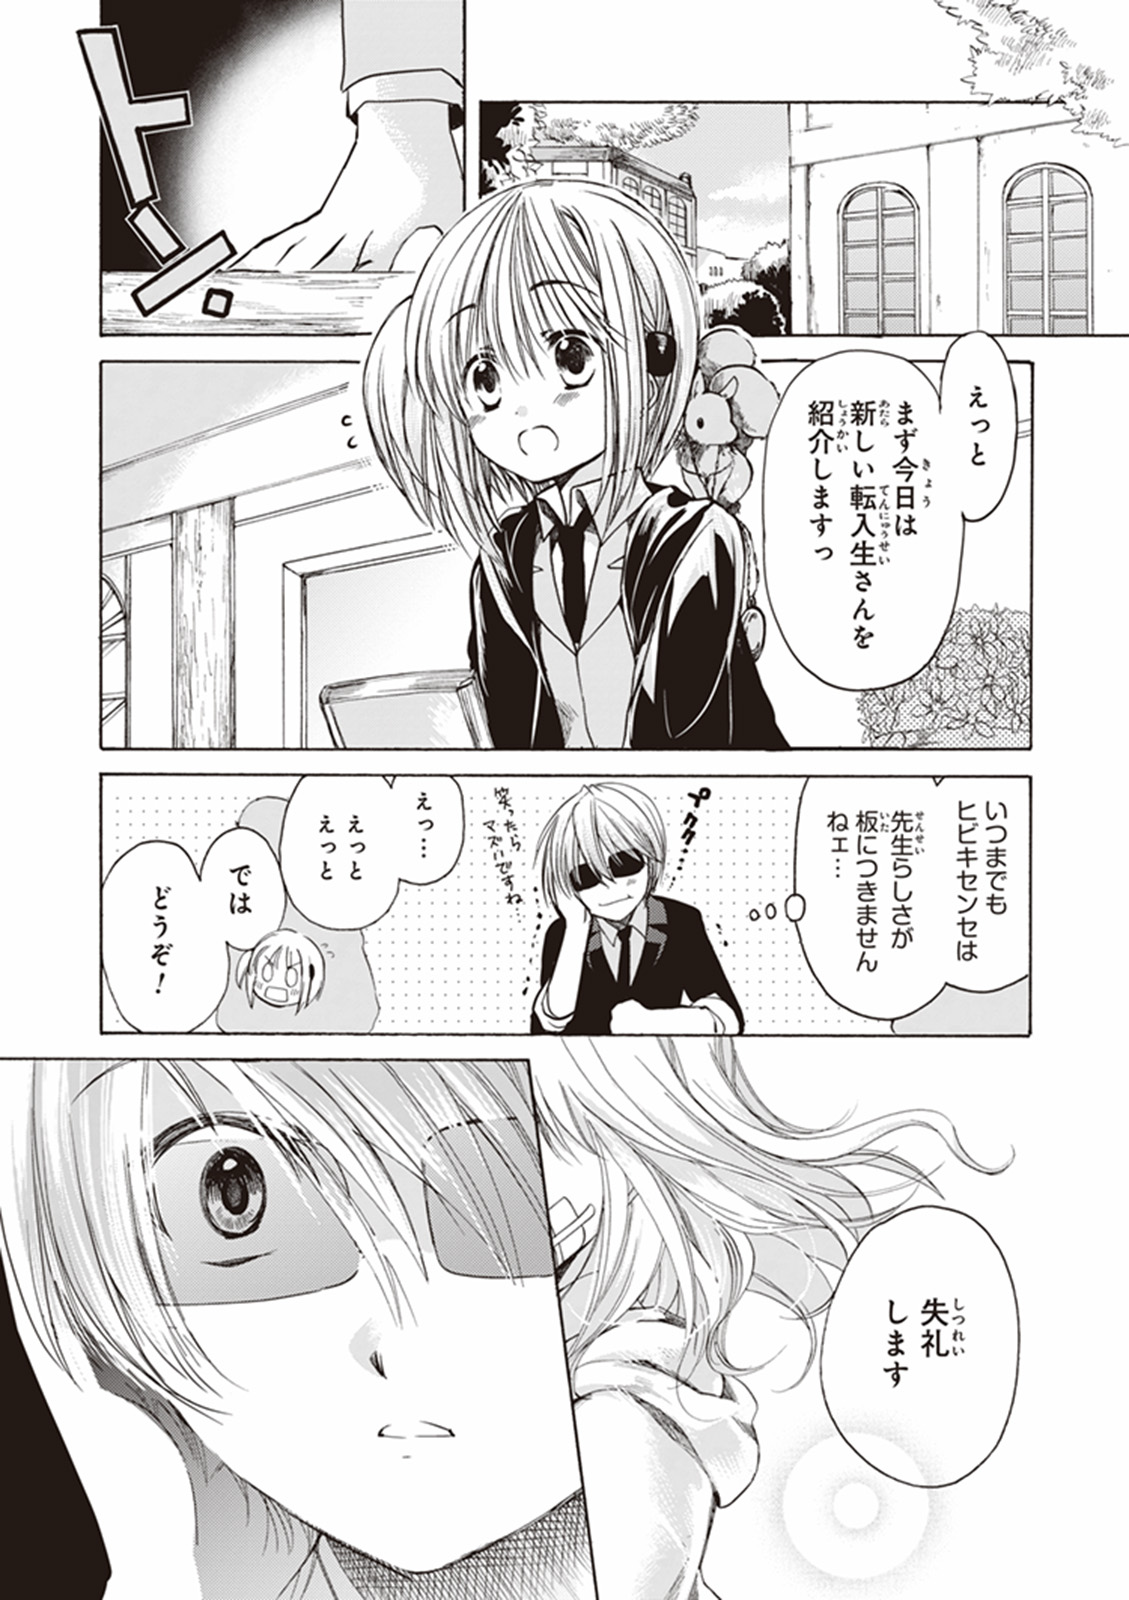 トンッ。
えっと
まず今日は
新しい転入生さんを
紹介しますっ
いつまでも
ヒビキセンセは
先生らしさが
板につきません
ねェ…
プククク…
笑ったら
マズいですね…
えっ…
えっと
えっと
では
どうぞ！
失礼
します